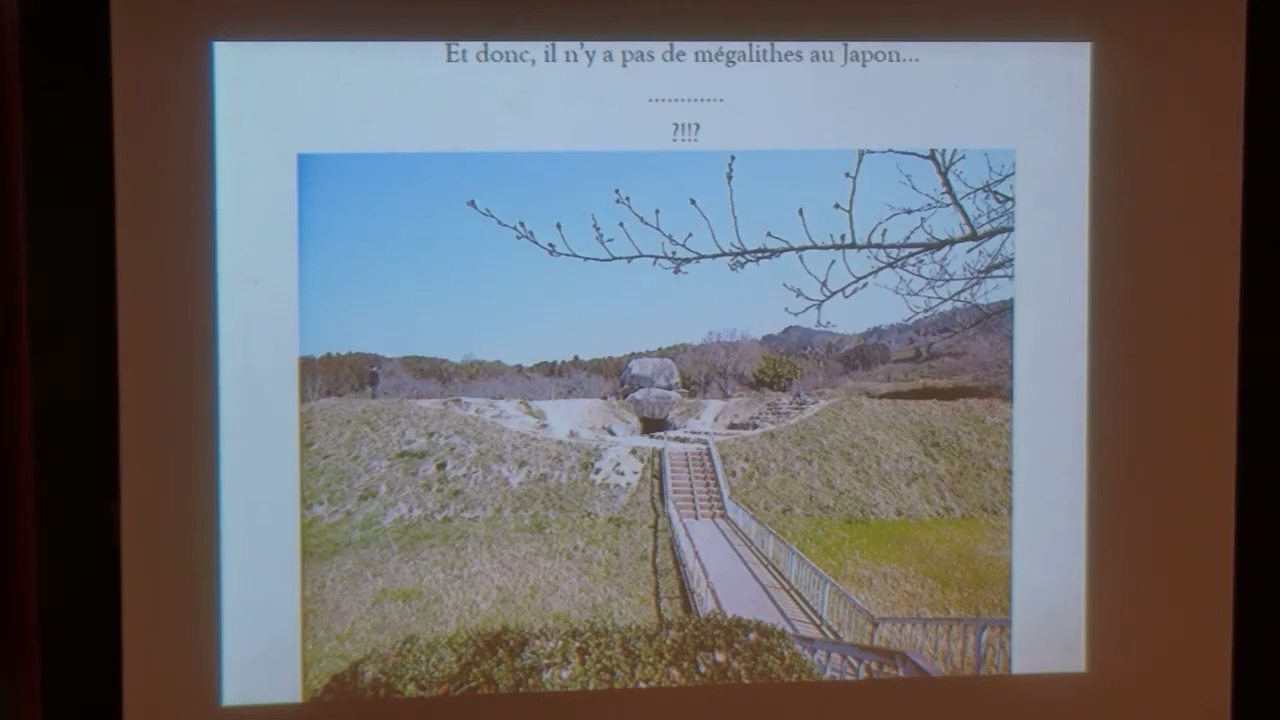 Et donc, il n'y a pas de mégalithes au Japon...
............
?!!?